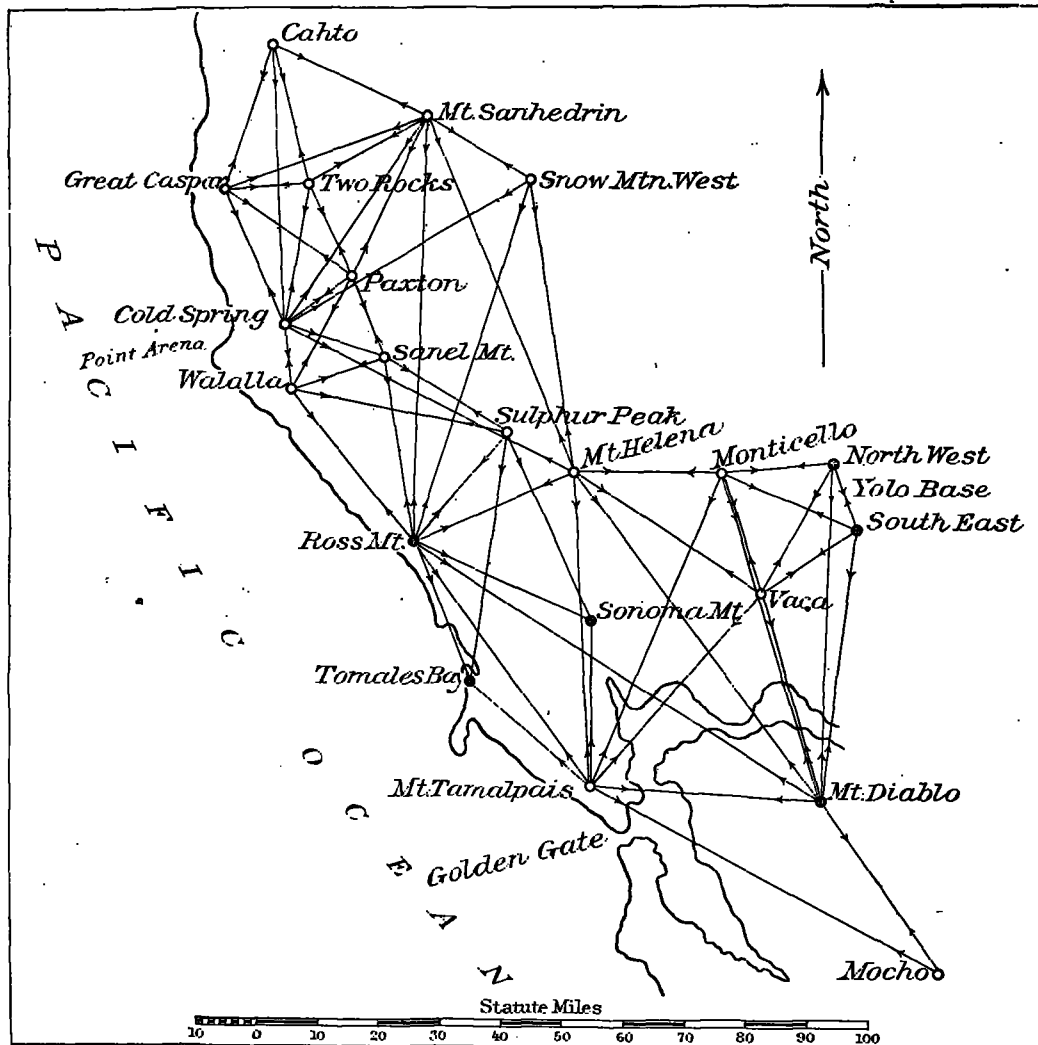 Cahto
Mt. Sanhedrin
Great Caspar
Two Rocks
Snow Mtn. West
North
Paxton
Cold Spring
Point Arena
Sanel Mt.
Walalla
Sulphur Peak
Mt Helena
Monticello
North West
Yolo Base
South East
Ross Mt.
Vaca
Sonoma Mt.
Tomales Bay
Mt. Tamalpais
Mt. Diablo
Golden Gate
Mocho
PACIFIC OCEAN
Statute Miles
10 0 10 20 30 40 50 60 70 80 90 100